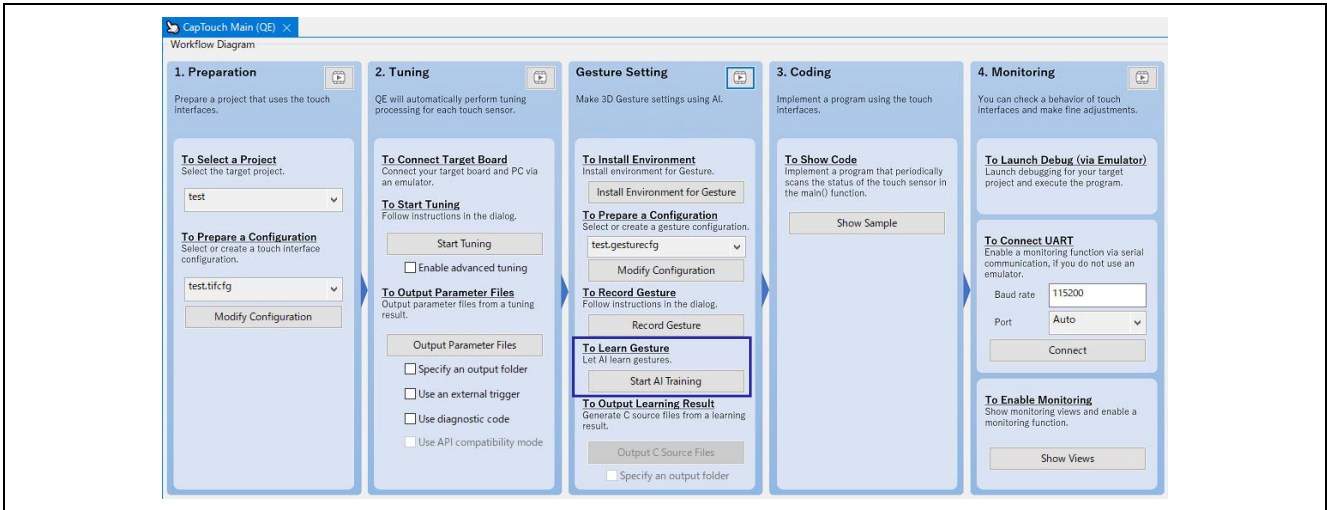 CapTouch Main (QE)
Workflow Diagram
1. Preparation
Prepare a project that uses the touch
interfaces.
To Select a Project
Select the target project.
test
To Prepare a Configuration
Select or create a touch interface
configuration.
test.tifcfg
Modify Configuration
2. Tuning
QE will automatically perform tuning
processing for each touch sensor.
To Connect Target Board
Connect your target board and PC via
an emulator.
To Start Tuning
Follow instructions in the dialog.
Start Tuning
Enable advanced tuning
To Output Parameter Files
Output parameter files from a tuning
result.
Output Parameter Files
Specify an output folder
Use an external trigger
Use diagnostic code
Use API compatibility mode
Gesture Setting
Make 3D Gesture settings using AI.
To Install Environment
Install environment for Gesture.
Install Environment for Gesture
To Prepare a Configuration
Select or create a gesture configuration.
test.gesturecfg
Modify Configuration
To Record Gesture
Follow instructions in the dialog.
Record Gesture
To Learn Gesture
Let AI learn gestures.
Start AI Training
To Output Learning Result
Generate C source files from a learning
result.
Output C Source Files
Specify an output folder
3. Coding
Implement a program using the touch
interfaces.
To Show Code
Implement a program that periodically
scans the status of the touch sensor in
the main() function.
Show Sample
4. Monitoring
You can check a behavior of touch
interfaces and make fine adjustments.
To Launch Debug (via Emulator)
Launch debugging for your target
project and execute the program.
To Connect UART
Enable a monitoring function via serial
communication, if you do not use an
emulator.
Baud rate 115200
Port Auto
Connect
To Enable Monitoring
Show monitoring views and enable a
monitoring function.
Show Views